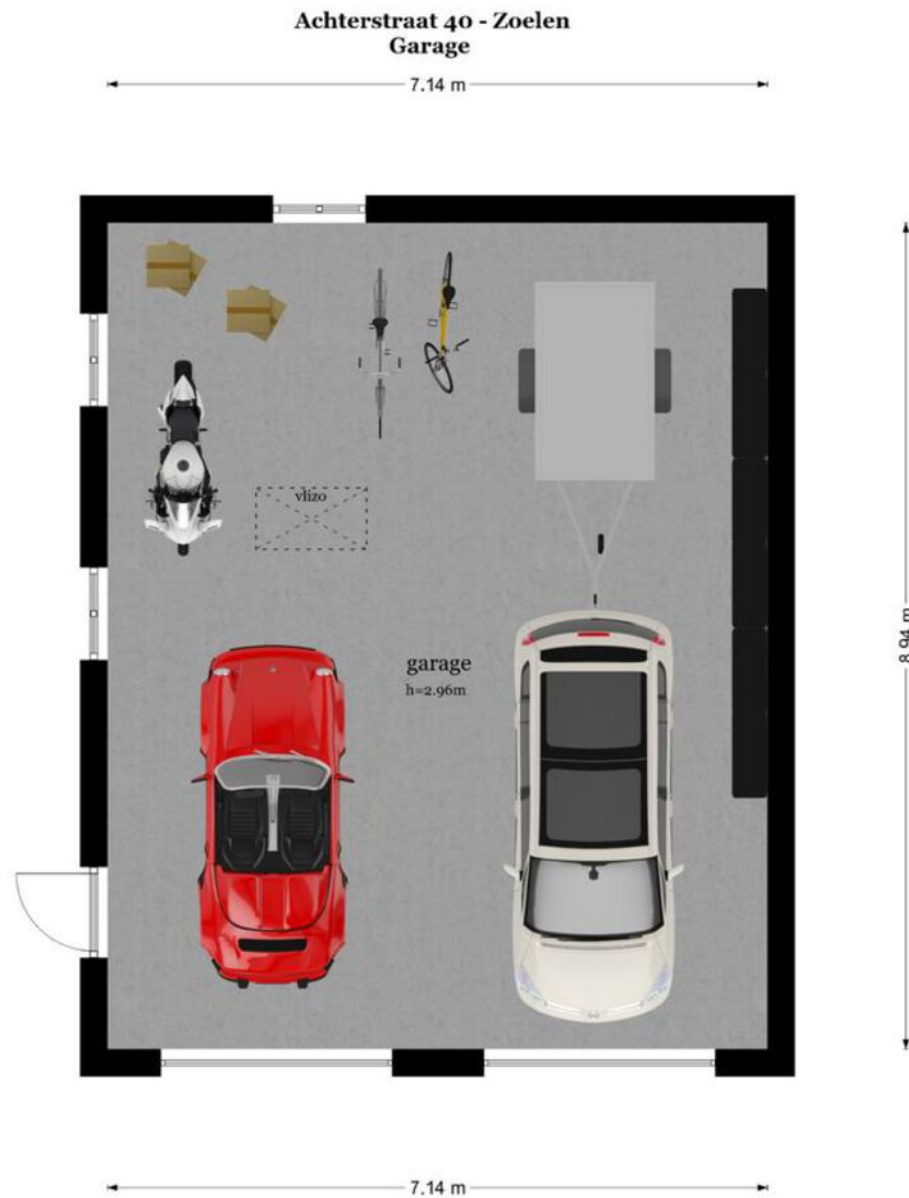 Achterstraat 40 - Zoelen
Garage
7.14 m
vlizo
garage
h=2.96m
8.94 m
7.14 m